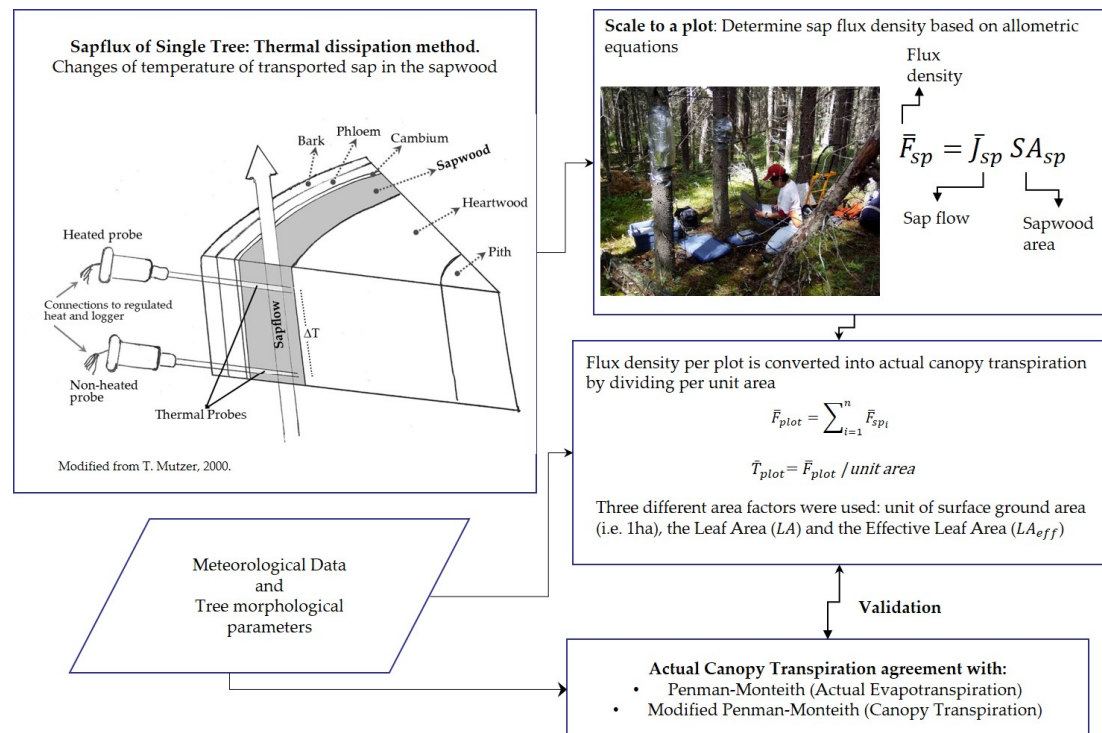 Sapflux of Single Tree: Thermal dissipation method.
Changes of temperature of transported sap in the sapwood
Bark
Phloem
Cambium
Sapwood
Heartwood
Pith
Heated probe
Connections to regulated
heat and logger
Non-heated
probe
Sapflow
ΔT
Thermal Probes
Modified from T. Mutzer, 2000.
Scale to a plot: Determine sap flux density based on allometric
equations
Flux
density
F̄sp = J̄sp SAsp
Sap flow
Sapwood
area
Flux density per plot is converted into actual canopy transpiration
by dividing per unit area
F̄plot = ∑ⁿᵢ₌₁ F̄spᵢ
T̄plot = F̄plot / unit area
Three different area factors were used: unit of surface ground area
(i.e. 1ha), the Leaf Area (LA) and the Effective Leaf Area (LAeff)
Meteorological Data
and
Tree morphological
parameters
Validation
Actual Canopy Transpiration agreement with:
• Penman-Monteith (Actual Evapotranspiration)
• Modified Penman-Monteith (Canopy Transpiration)